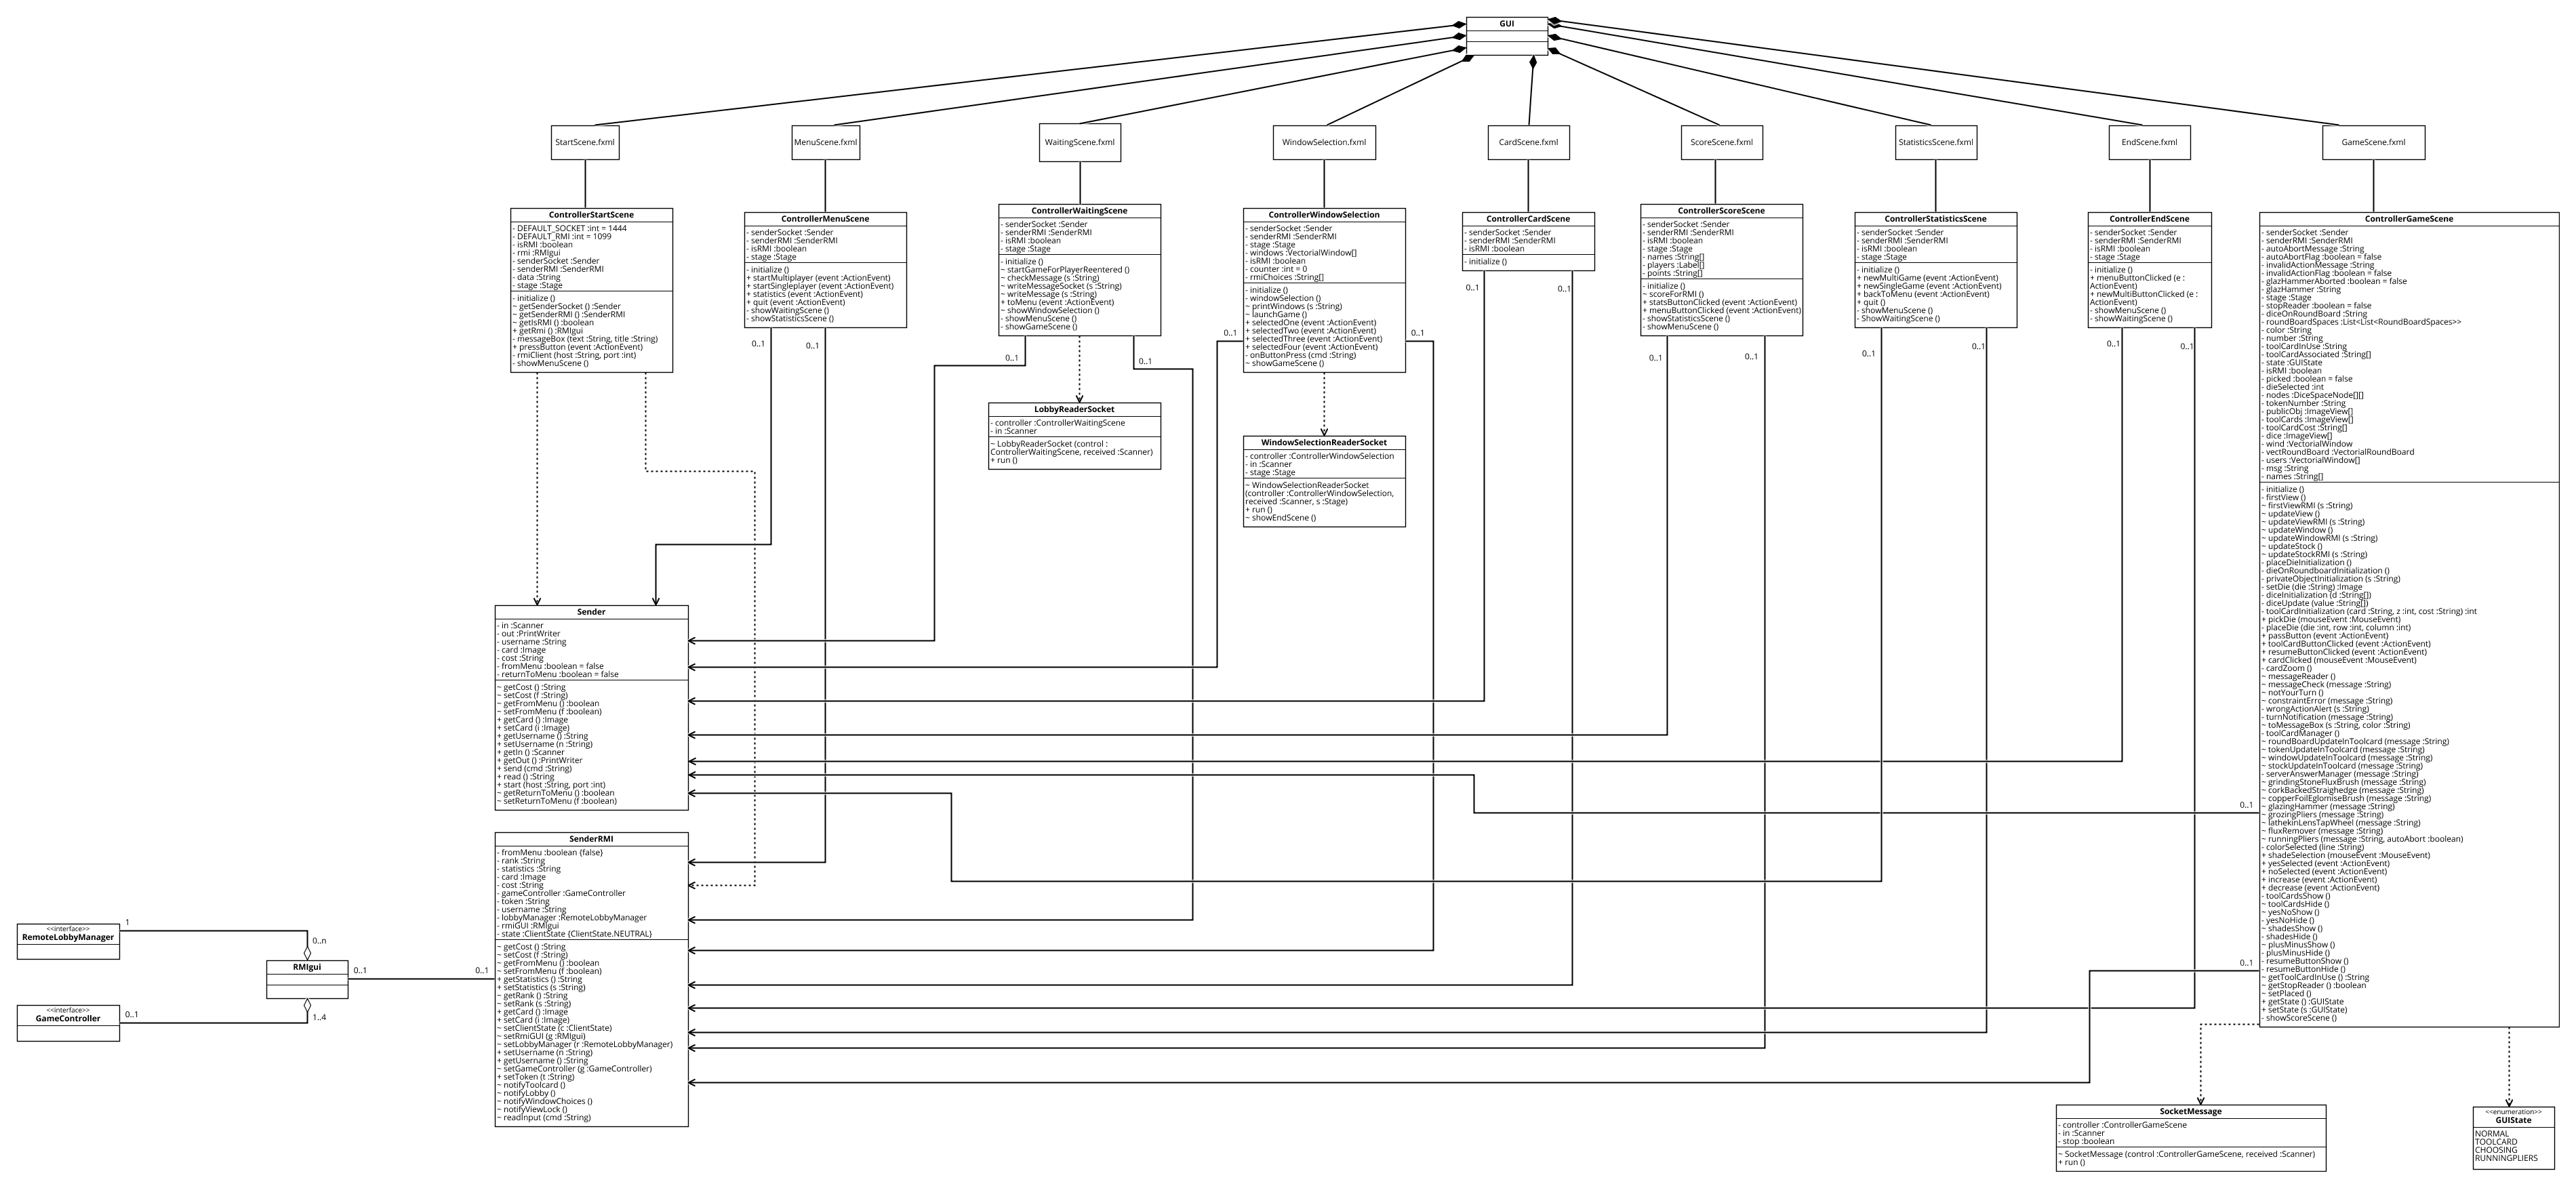 GUI
StartScene.fxml
MenuScene.fxml
WaitingScene.fxml
WindowSelection.fxml
CardScene.fxml
ScoreScene.fxml
StatisticsScene.fxml
EndScene.fxml
GameScene.fxml
ControllerStartScene
- DEFAULT_SOCKET :int = 1444
- DEFAULT_RMI :int = 1099
- isRMI :boolean
- rmi :RMIgui
- senderSocket :Sender
- senderRMI :SenderRMI
- data :String
- stage :Stage
- initialize ()
~ getSenderSocket () :Sender
~ getSenderRMI () :SenderRMI
~ getIsRMI () :boolean
+ getRmi () :RMIgui
- messageBox (text :String, title :String)
+ pressButton (event :ActionEvent)
- rmiClient (host :String, port :int)
- showMenuScene ()
ControllerMenuScene
- senderSocket :Sender
- senderRMI :SenderRMI
- isRMI :boolean
- stage :Stage
- initialize ()
+ startMultiplayer (event :ActionEvent)
+ startSingleplayer (event :ActionEvent)
+ statistics (event :ActionEvent)
+ quit (event :ActionEvent)
- showWaitingScene ()
- showStatisticsScene ()
0..1
0..1
ControllerWaitingScene
- senderSocket :Sender
- senderRMI :SenderRMI
- isRMI :boolean
- stage :Stage
- initialize ()
~ startGameForPlayerReentered ()
~ checkMessage (s :String)
~ writeMessageSocket (s :String)
~ writeMessage (s :String)
+ toMenu (event :ActionEvent)
~ showWindowSelection ()
- showMenuScene ()
- showGameScene ()
0..1
0..1
LobbyReaderSocket
- controller :ControllerWaitingScene
- in :Scanner
~ LobbyReaderSocket (control :
ControllerWaitingScene, received :Scanner)
+ run ()
ControllerWindowSelection
- senderSocket :Sender
- senderRMI :SenderRMI
- stage :Stage
- windows :VectorialWindow[]
- isRMI :boolean
- counter :int = 0
- rmiChoices :String[]
- initialize ()
- windowSelection ()
~ printWindows (s :String)
~ launchGame ()
+ selectedOne (event :ActionEvent)
+ selectedTwo (event :ActionEvent)
+ selectedThree (event :ActionEvent)
+ selectedFour (event :ActionEvent)
- onButtonPress (cmd :String)
~ showGameScene ()
0..1
0..1
WindowSelectionReaderSocket
- controller :ControllerWindowSelection
- in :Scanner
- stage :Stage
~ WindowSelectionReaderSocket
(controller :ControllerWindowSelection,
received :Scanner, s :Stage)
+ run ()
~ showEndScene ()
ControllerCardScene
- senderSocket :Sender
- senderRMI :SenderRMI
- isRMI :boolean
- initialize ()
0..1
0..1
ControllerScoreScene
- senderSocket :Sender
- senderRMI :SenderRMI
- isRMI :boolean
- stage :Stage
- names :String[]
- players :Label[]
- points :String[]
- initialize ()
~ scoreForRMI ()
+ statsButtonClicked (event :ActionEvent)
+ menuButtonClicked (event :ActionEvent)
- showStatisticsScene ()
- showMenuScene ()
0..1
0..1
ControllerStatisticsScene
- senderSocket :Sender
- senderRMI :SenderRMI
- isRMI :boolean
- stage :Stage
- initialize ()
+ newMultiGame (event :ActionEvent)
+ newSingleGame (event :ActionEvent)
+ backToMenu (event :ActionEvent)
+ quit ()
- showMenuScene ()
- ShowWaitingScene ()
0..1
0..1
ControllerEndScene
- senderSocket :Sender
- senderRMI :SenderRMI
- isRMI :boolean
- stage :Stage
- initialize ()
+ menuButtonClicked (e :
ActionEvent)
+ newMultiButtonClicked (e :
ActionEvent)
- showMenuScene ()
- showWaitingScene ()
0..1
0..1
ControllerGameScene
- senderSocket :Sender
- senderRMI :SenderRMI
- autoAbortMessage :String
- autoAbortFlag :boolean = false
- invalidActionMessage :String
- invalidActionFlag :boolean = false
- glazHammerAborted :boolean = false
- glazHammer :String
- stage :Stage
- stopReader :boolean = false
- diceOnRoundBoard :String
- roundBoardSpaces :List<List<RoundBoardSpaces>>
- color :String
- number :String
- toolCardInUse :String
- toolCardAssociated :String[]
- state :GUIState
- isRMI :boolean
- picked :boolean = false
- dieSelected :int
- nodes :DiceSpaceNode[][]
- tokenNumber :String
- publicObj :ImageView[]
- toolCards :ImageView[]
- toolCardCost :String[]
- dice :ImageView[]
- wind :VectorialWindow
- vectRoundBoard :VectorialRoundBoard
- users :VectorialWindow[]
- msg :String
- names :String[]
- initialize ()
- firstView ()
~ firstViewRMI (s :String)
~ updateView ()
~ updateViewRMI (s :String)
~ updateWindow ()
~ updateWindowRMI (s :String)
~ updateStock ()
~ updateStockRMI (s :String)
- placeDieInitialization ()
- dieOnRoundboardInitialization ()
- privateObjectInitialization (s :String)
- setDie (die :String) :Image
- diceInitialization (d :String[])
- diceUpdate (value :String[])
- toolCardInitialization (card :String, z :int, cost :String) :int
+ pickDie (mouseEvent :MouseEvent)
- placeDie (die :int, row :int, column :int)
+ passButton (event :ActionEvent)
+ toolCardButtonClicked (event :ActionEvent)
+ resumeButtonClicked (event :ActionEvent)
+ cardClicked (mouseEvent :MouseEvent)
- cardZoom ()
~ messageReader ()
~ messageCheck (message :String)
~ notYourTurn ()
~ constraintError (message :String)
- wrongActionAlert (s :String)
- turnNotification (message :String)
~ toMessageBox (s :String, color :String)
- toolCardManager ()
~ roundBoardUpdateInToolcard (message :String)
~ tokenUpdateInToolcard (message :String)
~ windowUpdateInToolcard (message :String)
~ stockUpdateInToolcard (message :String)
- serverAnswerManager (message :String)
~ grindingStoneFluxBrush (message :String)
~ corkBackedStraighedge (message :String)
~ copperFoilEglomiseBrush (message :String)
~ glazingHammer (message :String)
~ grozingPliers (message :String)
~ lathekinLensTapWheel (message :String)
~ fluxRemover (message :String)
~ runningPliers (message :String, autoAbort :boolean)
- colorSelected (line :String)
+ shadeSelection (mouseEvent :MouseEvent)
+ yesSelected (event :ActionEvent)
+ noSelected (event :ActionEvent)
+ increase (event :ActionEvent)
+ decrease (event :ActionEvent)
- toolCardsShow ()
~ toolCardsHide ()
~ yesNoShow ()
- yesNoHide ()
~ shadesShow ()
- shadesHide ()
~ plusMinusShow ()
- plusMinusHide ()
- resumeButtonShow ()
- resumeButtonHide ()
~ getToolCardInUse () :String
~ getStopReader () :boolean
~ setPlaced ()
+ getState () :GUIState
+ setState (s :GUIState)
- showScoreScene ()
0..1
0..1
Sender
- in :Scanner
- out :PrintWriter
- username :String
- card :Image
- cost :String
- fromMenu :boolean = false
- returnToMenu :boolean = false
~ getCost () :String
~ setCost (f :String)
~ getFromMenu () :boolean
~ setFromMenu (f :boolean)
+ getCard () :Image
+ setCard (i :Image)
+ getUsername () :String
+ setUsername (n :String)
+ getIn () :Scanner
+ getOut () :PrintWriter
+ send (cmd :String)
+ read () :String
+ start (host :String, port :int)
~ getReturnToMenu () :boolean
~ setReturnToMenu (f :boolean)
SenderRMI
- fromMenu :boolean {false}
- rank :String
- statistics :String
- card :Image
- cost :String
- gameController :GameController
- token :String
- username :String
- lobbyManager :RemoteLobbyManager
- rmiGUI :RMIgui
- state :ClientState {ClientState.NEUTRAL}
~ getCost () :String
~ setCost (f :String)
~ getFromMenu () :boolean
~ setFromMenu (f :boolean)
+ getStatistics () :String
+ setStatistics (s :String)
~ getRank () :String
~ setRank (s :String)
+ getCard () :Image
+ setCard (i :Image)
~ setClientState (c :ClientState)
~ setRmiGUI (g :RMIgui)
~ setLobbyManager (r :RemoteLobbyManager)
+ setUsername (n :String)
+ getUsername () :String
~ setGameController (g :GameController)
+ setToken (t :String)
~ notifyToolcard ()
~ notifyLobby ()
~ notifyWindowChoices ()
~ notifyViewLock ()
~ readInput (cmd :String)
<<interface>>
RemoteLobbyManager
1
0..n
RMIgui
0..1
0..1
<<interface>>
GameController
0..1
1..4
SocketMessage
- controller :ControllerGameScene
- in :Scanner
- stop :boolean
~ SocketMessage (control :ControllerGameScene, received :Scanner)
+ run ()
<<enumeration>>
GUIState
NORMAL
TOOLCARD
CHOOSING
RUNNINGPLIERS